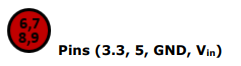 6,7
8,9
Pins (3.3, 5, GND, Vin)